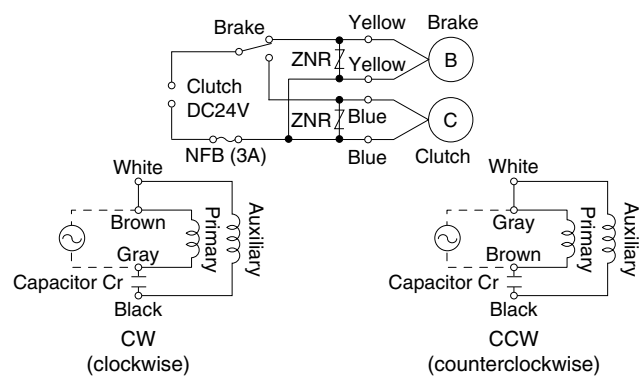 Brake
Yellow
Brake
ZNR
Yellow
B
Clutch
DC24V
ZNR
Blue
C
NFB (3A)
Blue
Clutch
White
Brown
Gray
Capacitor Cr
Black
Primary
Auxiliary
CW
(clockwise)
White
Gray
Brown
Capacitor Cr
Black
Primary
Auxiliary
CCW
(counterclockwise)